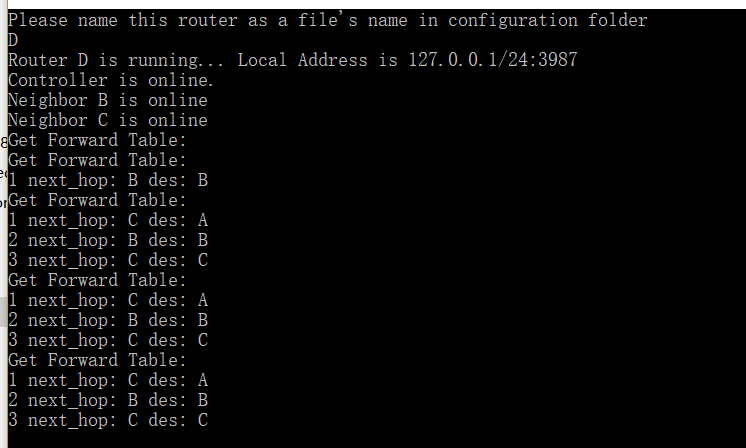 Please name this router as a file's name in configuration folder
D
Router D is running... Local Address is 127.0.0.1/24:3987
Controller is online.
Neighbor B is online
Neighbor C is online
Get Forward Table:
Get Forward Table:
1 next_hop: B des: B
Get Forward Table:
1 next_hop: C des: A
2 next_hop: B des: B
3 next_hop: C des: C
Get Forward Table:
1 next_hop: C des: A
2 next_hop: B des: B
3 next_hop: C des: C
Get Forward Table:
1 next_hop: C des: A
2 next_hop: B des: B
3 next_hop: C des: C